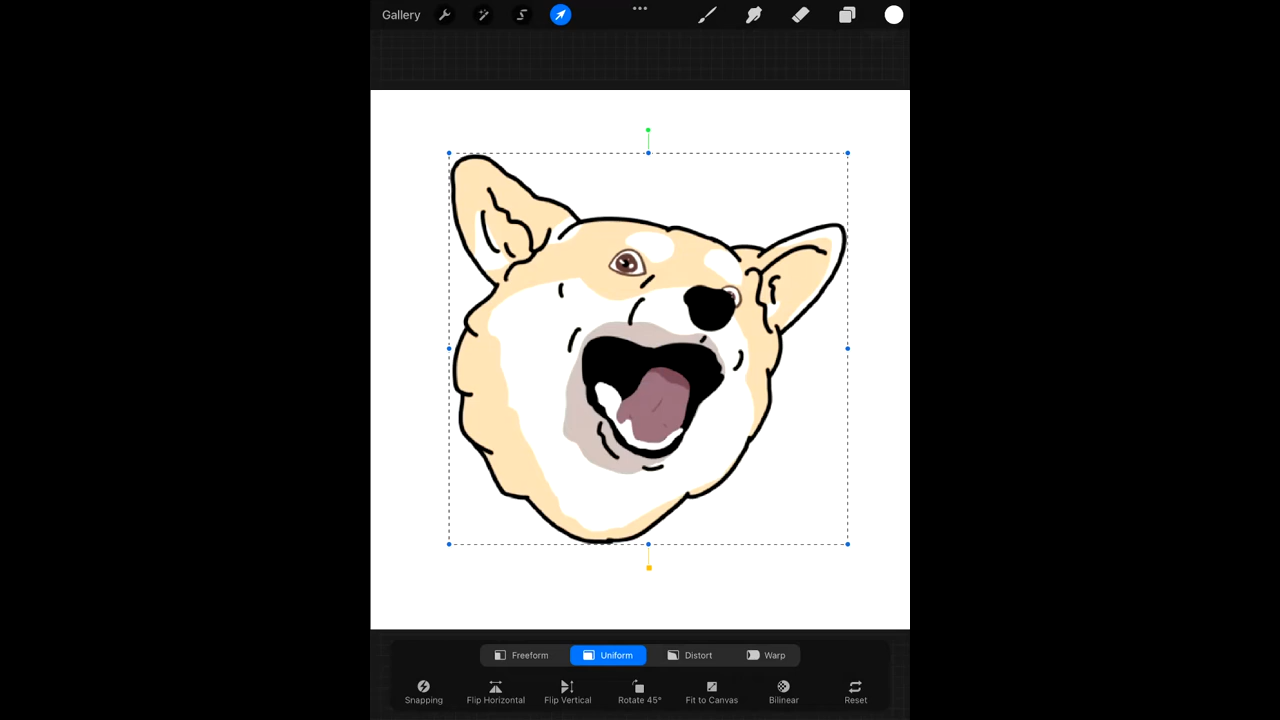 Gallery
Freeform Uniform Distort Warp
Snapping Flip Horizontal Flip Vertical Rotate 45° Fit to Canvas Bilinear Reset